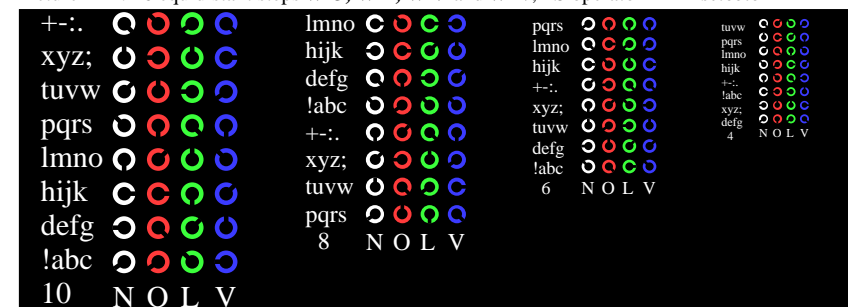 +-:.
xyz;
tuvw
pqrs
lmno
hijk
defg
!abc
10 N O L V
lmno
hijk
defg
!abc
+-:.
xyz;
tuvw
pqrs
8 N O L V
pqrs
lmno
hijk
+-:.
xyz;
tuvw
defg
!abc
6 N O L V
tuvw
pqrs
lmno
hijk
+-:.
!abc
xyz;
defg
4 N O L V